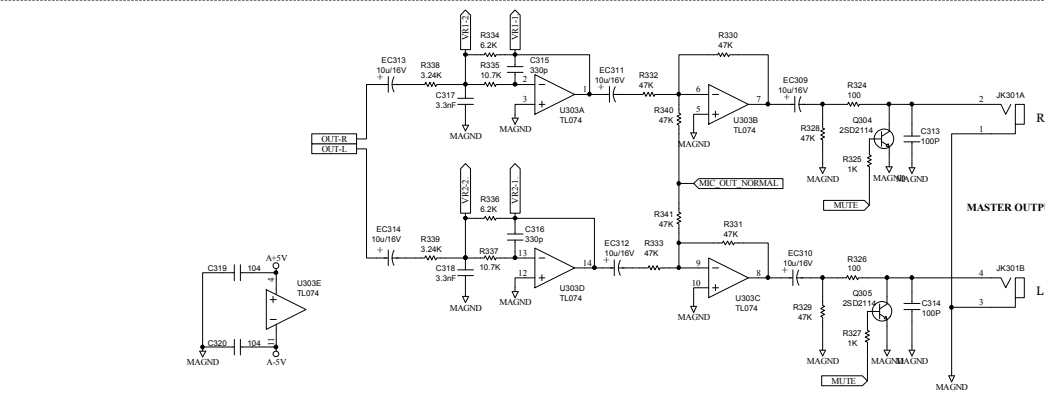 VR1-2
VR1-1
R334
6.2K
R330
47K
EC313
10u/16V
+
R338
3.24K
R335
10.7K
C315
330p
EC311
10u/16V
+
R332
47K
EC309
10u/16V
+
R324
100
JK301A
2
1
R
C317
3.3nF
2
3
1
U303A
TL074
MAGND
MAGND
R340
47K
6
5
7
U303B
TL074
MAGND
R328
47K
MAGND
Q304
2SD2114
R325
1K
C313
100P
MAGND
MAGND
MUTE
OUT-R
OUT-L
MIC_OUT_NORMAL
MASTER OUTPU
VR2-2
VR2-1
R336
6.2K
R341
47K
R331
47K
EC314
10u/16V
+
R339
3.24K
R337
10.7K
C316
330p
EC312
10u/16V
+
R333
47K
EC310
10u/16V
+
R326
100
JK301B
4
3
L
C318
3.3nF
13
12
14
U303D
TL074
MAGND
MAGND
9
10
8
U303C
TL074
MAGND
R329
47K
MAGND
Q305
2SD2114
R327
1K
C314
100P
MAGND
MAGND
MUTE
MAGND
A+5V
C319
104
4
U303E
TL074
C320
104
11
MAGND
A-5V